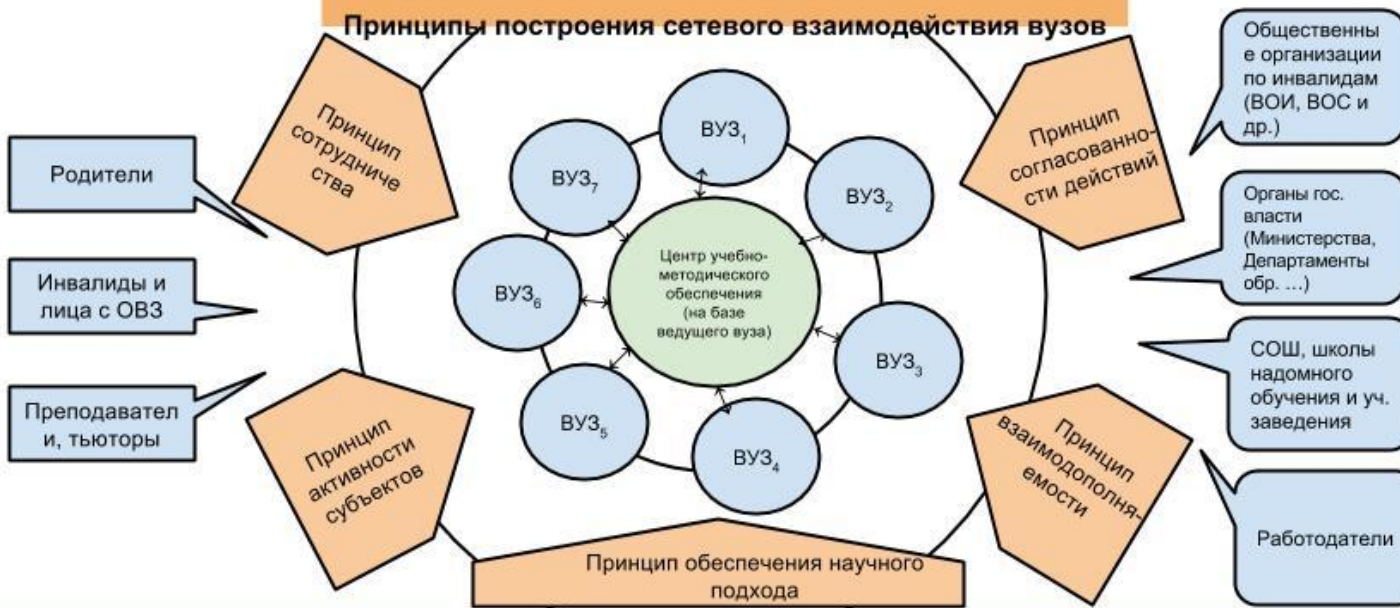 Принципы построения сетевого взаимодействия вузов
Родители
Инвалиды и
лица с ОВЗ
Преподавател
и, тьюторы
Принцип
сотрудниче
ства
Принцип
активности
субъектов
ВУЗ1
ВУЗ2
ВУЗ3
ВУЗ4
ВУЗ5
ВУЗ6
ВУЗ7
Центр учебно-
методического
обеспечения
(на базе
ведущего вуза)
Принцип обеспечения научного
подхода
Принцип
согласованно-
сти действий
Принцип
взаимодополня-
емости
Общественны
е организации
по инвалидам
(ВОИ, ВОС и
др.)
Органы гос.
власти
(Министерства,
Департаменты
обр. ...)
СОШ, школы
надомного
обучения и уч.
заведения
Работодатели